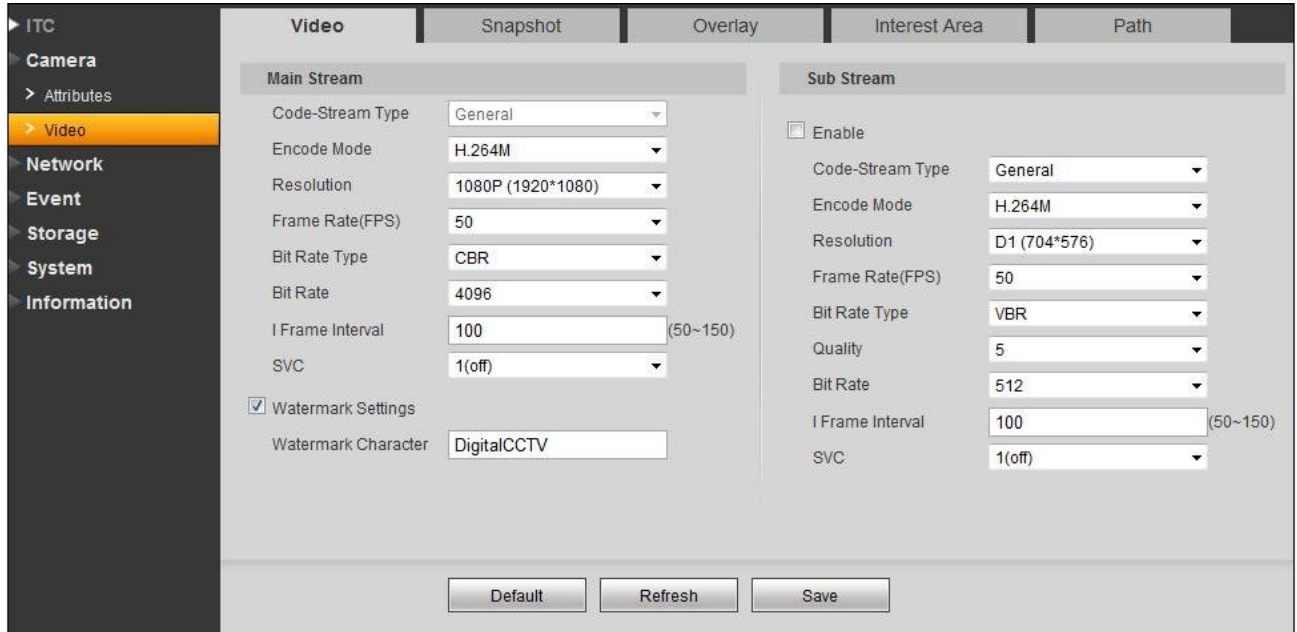 ITC
Camera
Attributes
Video
Network
Event
Storage
System
Information
Video Snapshot Overlay Interest Area Path
Main Stream
Code-Stream Type General
Encode Mode H.264M
Resolution 1080P (1920*1080)
Frame Rate(FPS) 50
Bit Rate Type CBR
Bit Rate 4096
I Frame Interval 100 (50~150)
SVC 1(off)
Watermark Settings
Watermark Character DigitalCCTV
Sub Stream
Enable
Code-Stream Type General
Encode Mode H.264M
Resolution D1 (704*576)
Frame Rate(FPS) 50
Bit Rate Type VBR
Quality 5
Bit Rate 512
I Frame Interval 100 (50~150)
SVC 1(off)
Default Refresh Save